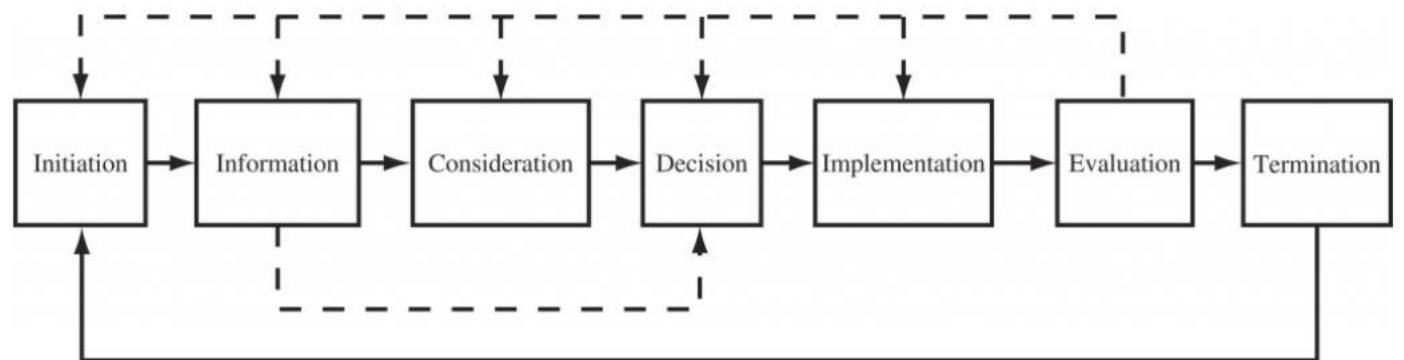 Initiation
Information
Consideration
Decision
Implementation
Evaluation
Termination